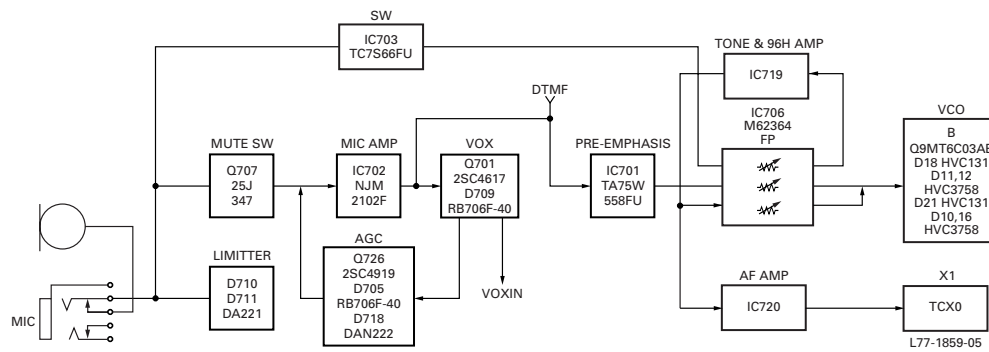 SW
IC703
TC7S66FU
TONE & 96H AMP
IC719
DTMF
IC706
M62364
FP
VCO
B
Q9MT6C03AE
D18 HVC131
D11,12
HVC3758
D21 HVC131
D10,16
HVC3758
MUTE SW
Q707
25J
347
MIC AMP
IC702
NJM
2102F
VOX
Q701
2SC4617
D709
RB706F-40
PRE-EMPHASIS
IC701
TA75W
558FU
LIMITTER
D710
D711
DA221
AGC
Q726
2SC4919
D705
RB706F-40
D718
DAN222
VOXIN
AF AMP
IC720
X1
TCX0
L77-1859-05
MIC